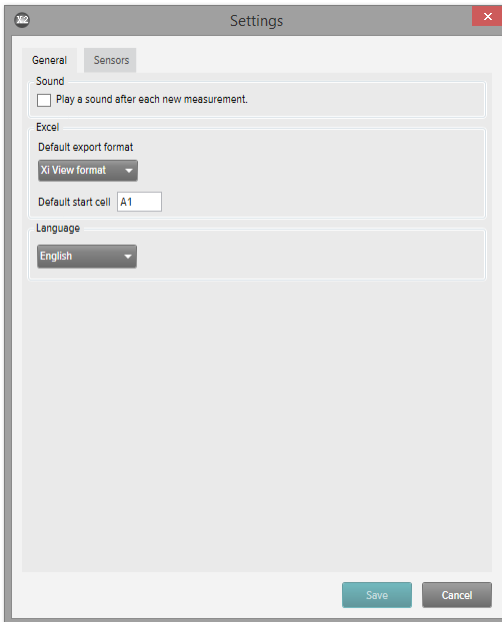 Xi2
Settings
General Sensors
Sound
Play a sound after each new measurement.
Excel
Default export format
Xi View format
Default start cell A1
Language
English
Save Cancel